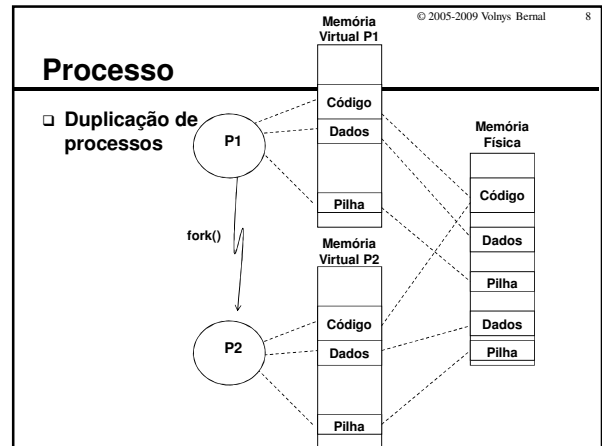 © 2005-2009 Volnys Bernal 8
Processo
❑ Duplicação de
processos
P1
fork()
P2
Memória
Virtual P1
Código
Dados
Pilha
Memória
Virtual P2
Código
Dados
Pilha
Memória
Física
Código
Dados
Pilha
Dados
Pilha